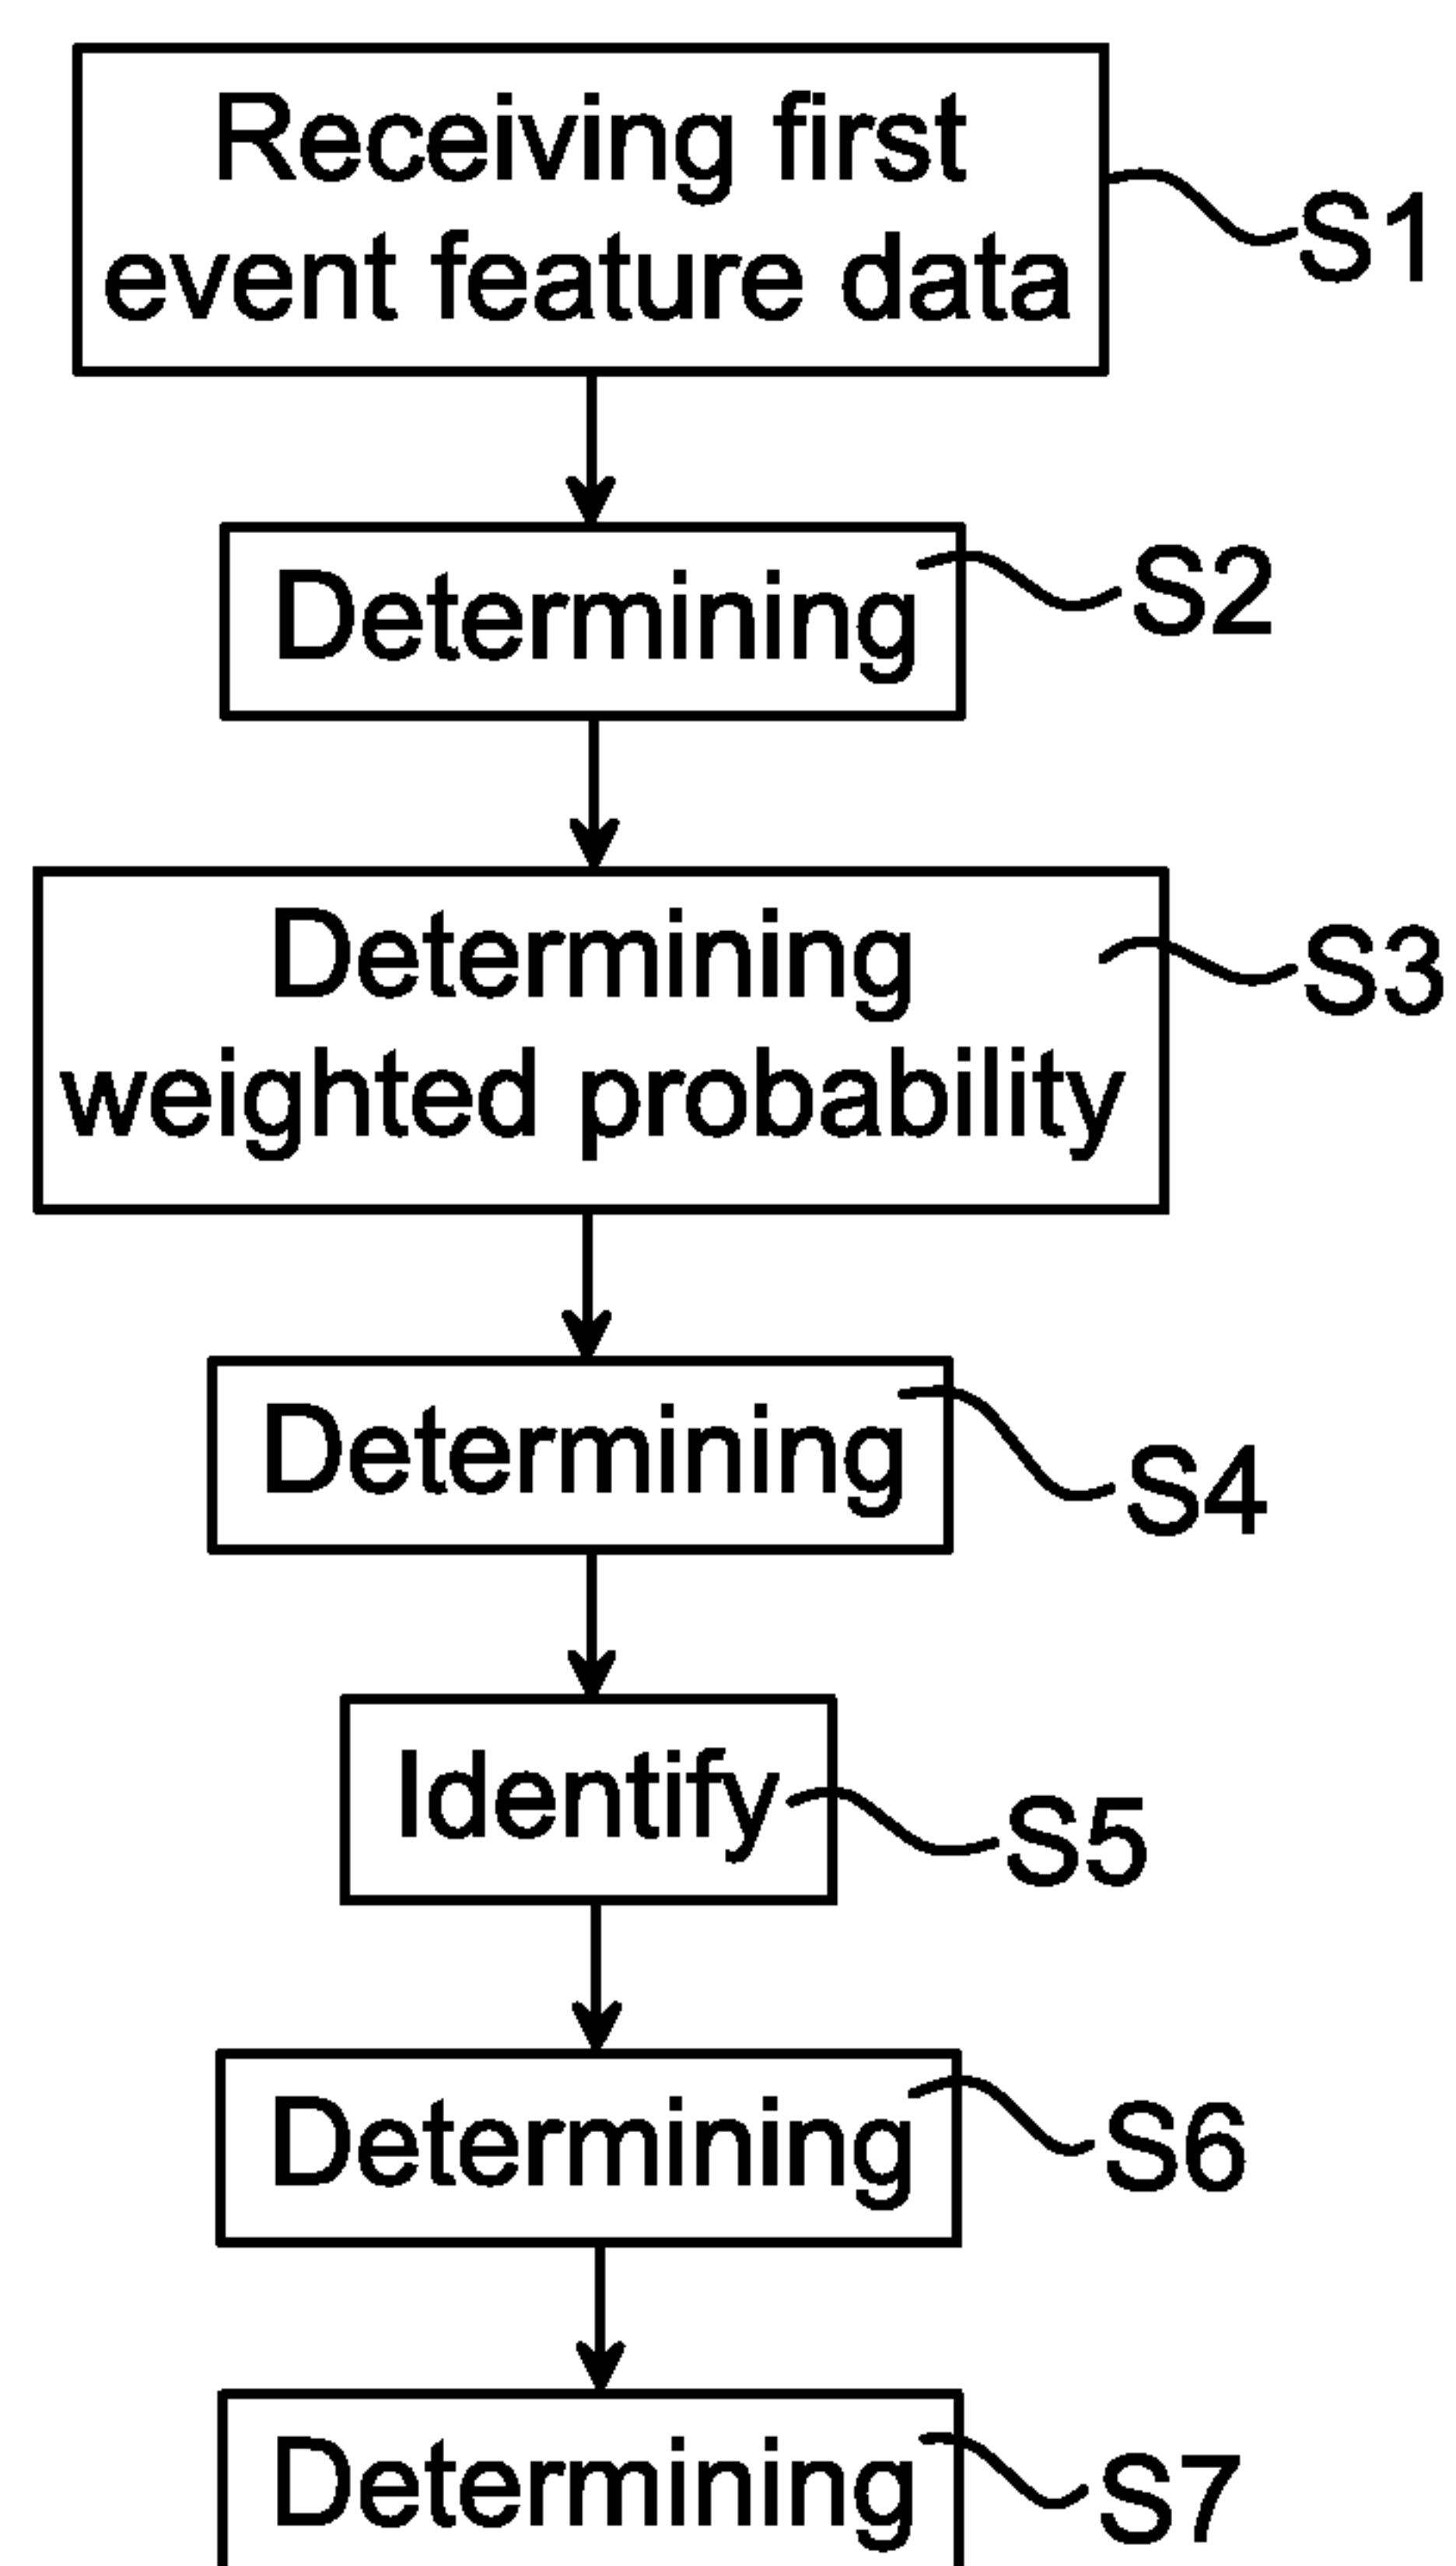 Receiving first
event feature data
S1
Determining
S2
Determining
weighted probability
S3
Determining
S4
Identify
S5
Determining
S6
Determining
S7